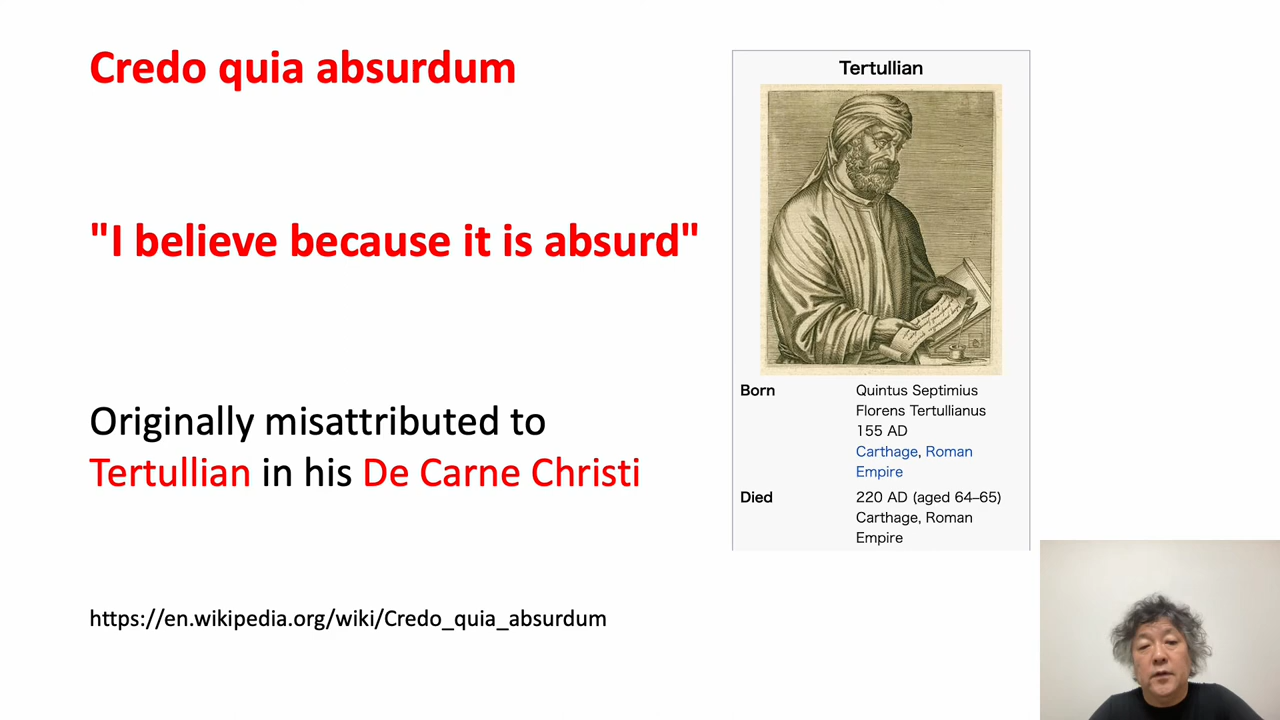 Credo quia absurdum
"I believe because it is absurd"
Originally misattributed to
Tertullian in his De Carne Christi
https://en.wikipedia.org/wiki/Credo_quia_absurdum
Tertullian
Born
Quintus Septimius
Florens Tertullianus
155 AD
Carthage, Roman
Empire
Died
220 AD (aged 64–65)
Carthage, Roman
Empire